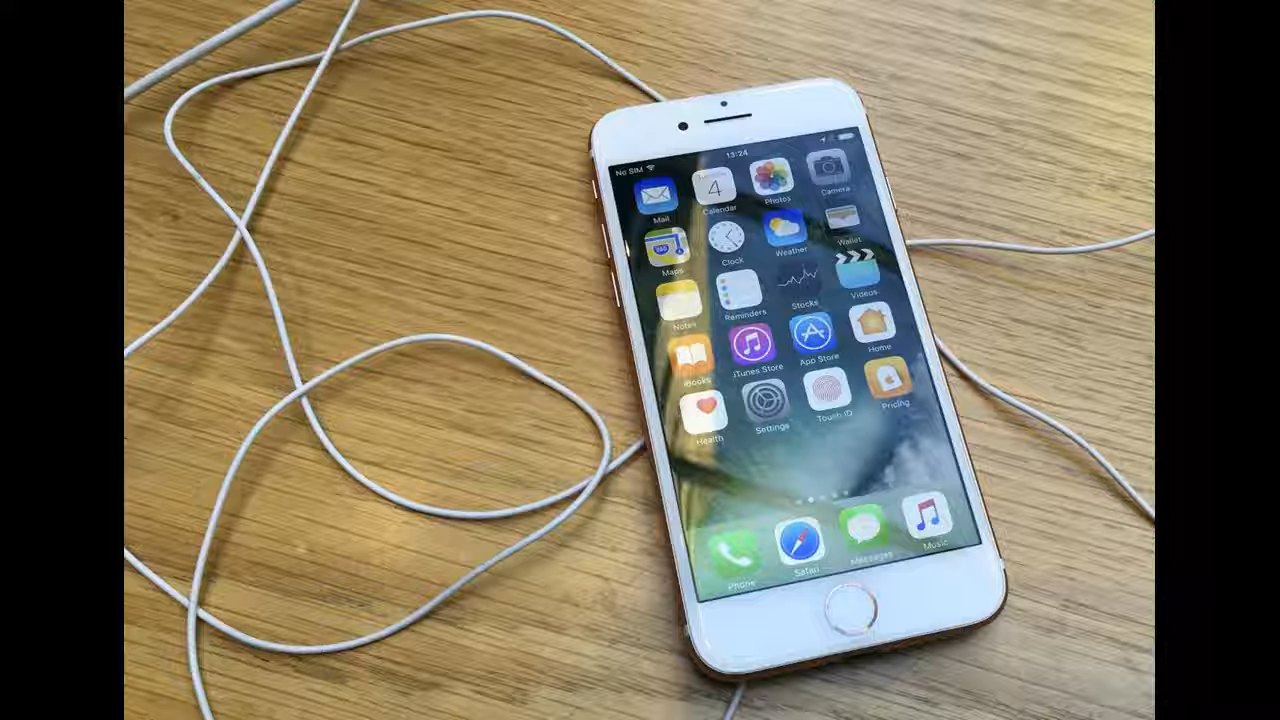 No SIM 13:24
Mail Calendar Photos Camera
4
Maps Clock Weather Wallet
280
Notes Reminders Stocks Videos
iBooks iTunes Store App Store Home
Health Settings Touch ID Pricing
Phone Safari Messages Music